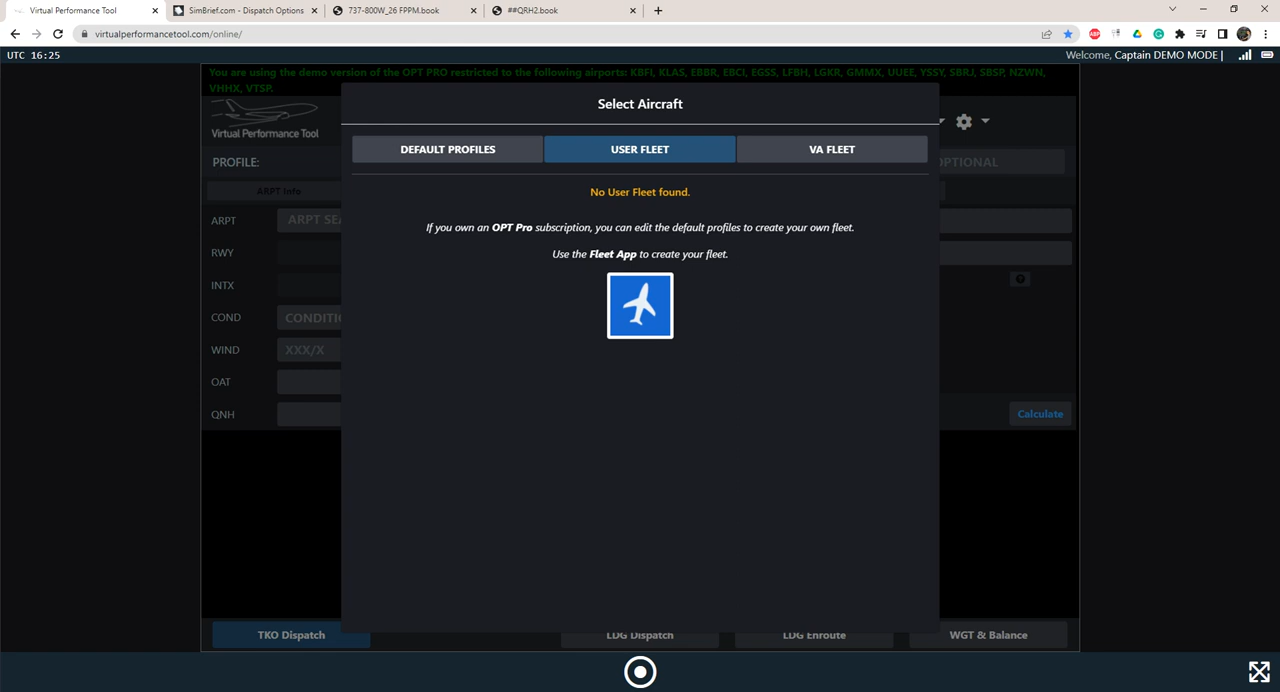 Virtual Performance Tool
SimBrief.com - Dispatch Options
737-800W_26 FPPM.book
##QRH2.book
virtualperformancetool.com/online/
ABP
UTC 16:25
Welcome, Captain DEMO MODE |
You are using the demo version of the OPT PRO restricted to the following airports: KBFI, KLAS, EBBR, EBCI, EGSS, LFBH, LGKR, GMMX, UUEE, YSSY, SBRJ, SBSP, NZWN,
VHHX, VTSP.
Select Aircraft
Virtual Performance Tool
DEFAULT PROFILES
USER FLEET
VA FLEET
PROFILE:
OPTIONAL
No User Fleet found.
ARPT Info
ARPT
ARPT SEA
If you own an OPT Pro subscription, you can edit the default profiles to create your own fleet.
RWY
Use the Fleet App to create your fleet.
INTX
COND
CONDITI
WIND
XXX/X
OAT
QNH
Calculate
TKO Dispatch
LDG Dispatch
LDG Enroute
WGT & Balance